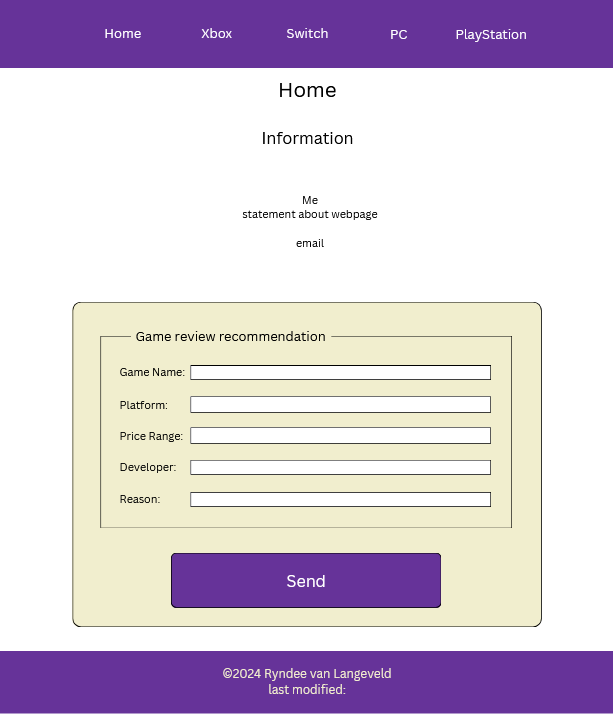 Home Xbox Switch PC PlayStation
Home
Information
Me
statement about webpage
email
Game review recommendation
Game Name:
Platform:
Price Range:
Developer:
Reason:
Send
©2024 Ryndee van Langeveld
last modified: